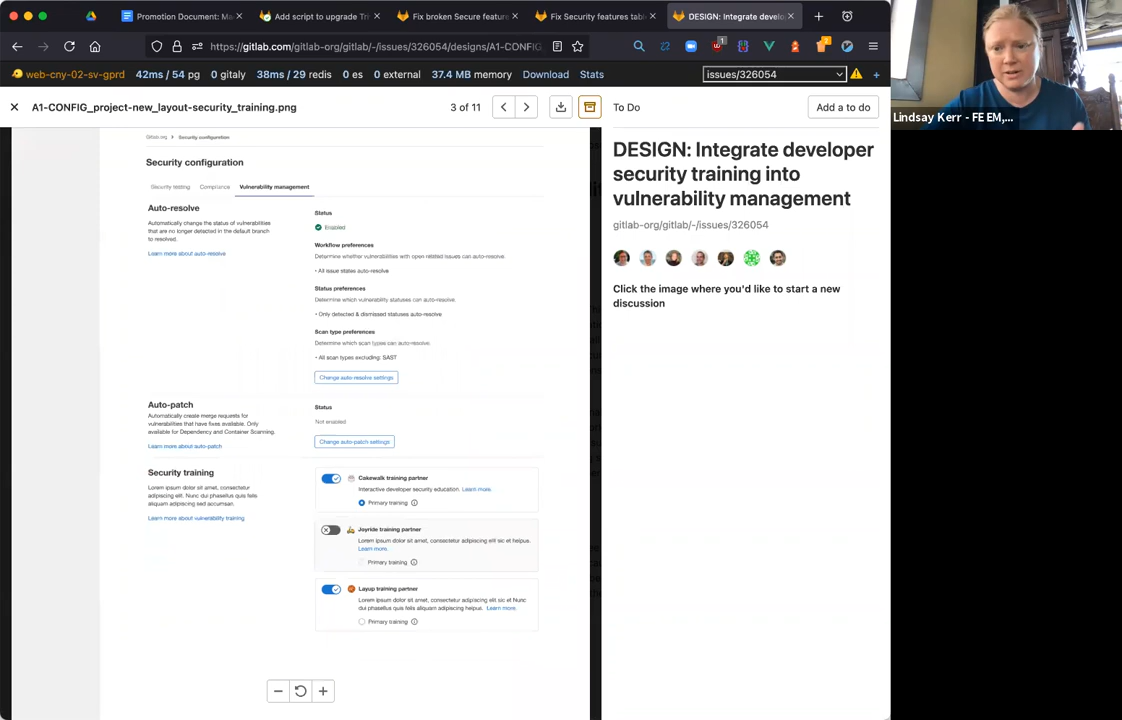 Promotion Document: Ma
Add script to upgrade Tri
Fix broken Secure feature
Fix Security features tabl
DESIGN: Integrate develo
https://gitlab.com/gitlab-org/gitlab/-/issues/326054/designs/A1-CONFIG_
1
2
web-cny-02-sv-gprd 42ms / 54 pg 0 gitaly 38ms / 29 redis 0 es 0 external 37.4 MB memory Download Stats
issues/326054
A1-CONFIG_project-new_layout-security_training.png
3 of 11
To Do
Add a to do
Gitlab.org > Security configuration
Security configuration
Security testing Compliance Vulnerability management
Auto-resolve
Automatically change the status of vulnerabilities
that are no longer detected in the default branch
to resolved.
Learn more about auto-resolve
Status
Enabled
Workflow preferences
Determine whether vulnerabilities with open related issues can auto-resolve.
• All issue states auto-resolve
Status preferences
Determine which vulnerability statuses can auto-resolve.
• Only detected & dismissed statuses auto-resolve
Scan type preferences
Determine which scan types can auto-resolve.
• All scan types excluding: SAST
Change auto-resolve settings
Auto-patch
Automatically create merge requests for
vulnerabilities that have fixes available. Only
available for Dependency and Container Scanning.
Learn more about auto-patch
Status
Not enabled
Change auto-patch settings
Security training
Lorem ipsum dolor sit amet, consectetur
adipiscing elit. Nunc dui phasellus quis felis
aliquam adipiscing sed accumsan.
Learn more about vulnerability training
Cakewalk training partner
Interactive developer security education. Learn more.
Primary training
Joyride training partner
Lorem ipsum dolor sit amet, consectetur adipiscing elit sic et helpus.
Learn more.
Primary training
Layup training partner
Lorem ipsum dolor sit amet, consectetur adipiscing elit sic et Nunc
dui phasellus quis felis aliquam adipiscing helpus. Learn more.
Primary training
DESIGN: Integrate developer
security training into
vulnerability management
gitlab-org/gitlab/-/issues/326054
Click the image where you'd like to start a new
discussion
Lindsay Kerr - FE EM,...